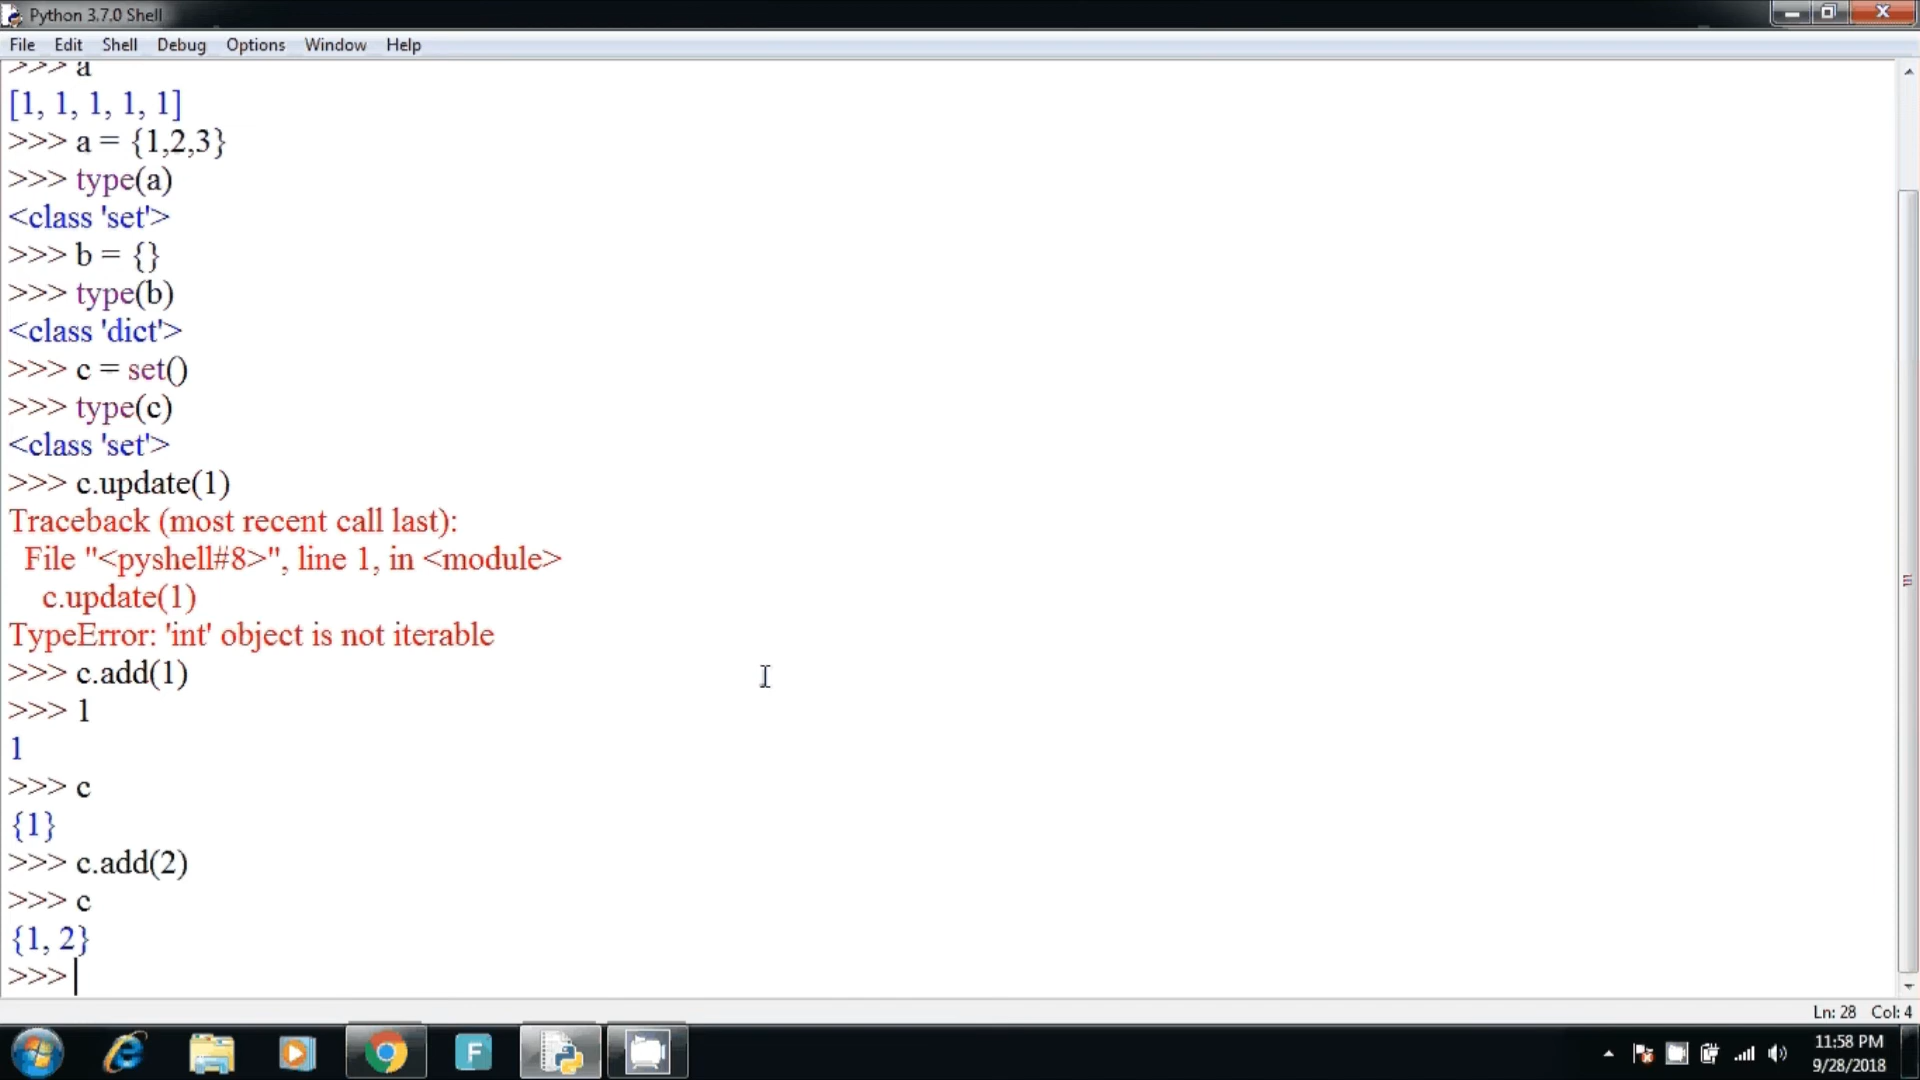 Python 3.7.0 Shell
File Edit Shell Debug Options Window Help
>>> a
[1, 1, 1, 1, 1]
>>> a = {1,2,3}
>>> type(a)
<class 'set'>
>>> b = {}
>>> type(b)
<class 'dict'>
>>> c = set()
>>> type(c)
<class 'set'>
>>> c.update(1)
Traceback (most recent call last):
  File "<pyshell#8>", line 1, in <module>
    c.update(1)
TypeError: 'int' object is not iterable
>>> c.add(1)
>>> 1
1
>>> c
{1}
>>> c.add(2)
>>> c
{1, 2}
>>>
Ln: 28 Col: 4
F
11:58 PM
9/28/2018